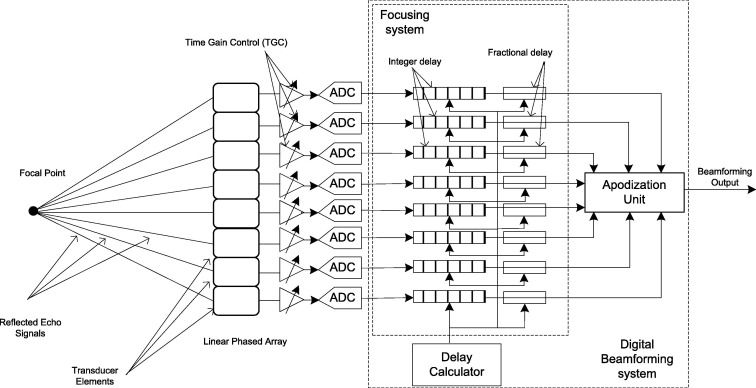 Focusing
system
Time Gain Control (TGC)
Fractional delay
Integer delay
ADC
ADC
ADC
ADC
ADC
ADC
ADC
ADC
Focal Point
Apodization
Unit
Beamforming
Output
Reflected Echo
Signals
Linear Phased Array
Transducer
Elements
Delay
Calculator
Digital
Beamforming
system